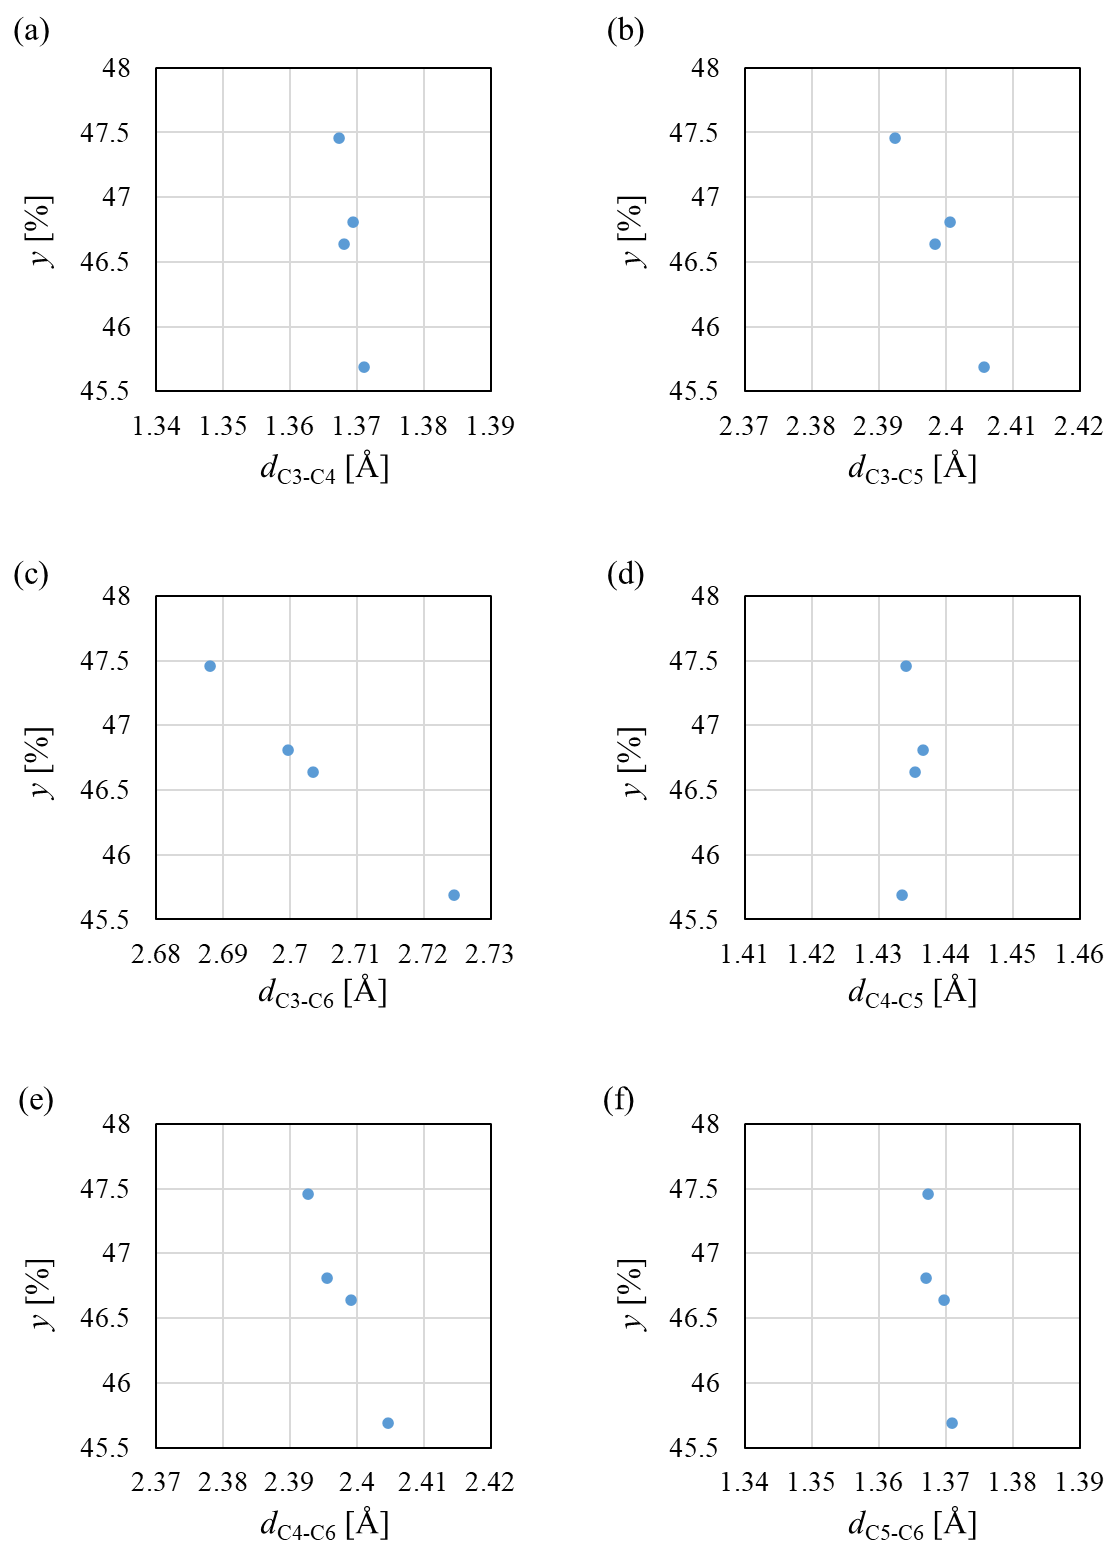 (a)
48
47.5
47
46.5
46
45.5
y [%]
1.34 1.35 1.36 1.37 1.38 1.39
dC3-C4 [Å]
(b)
48
47.5
47
46.5
46
45.5
y [%]
2.37 2.38 2.39 2.4 2.41 2.42
dC3-C5 [Å]
(c)
48
47.5
47
46.5
46
45.5
y [%]
2.68 2.69 2.7 2.71 2.72 2.73
dC3-C6 [Å]
(d)
48
47.5
47
46.5
46
45.5
y [%]
1.41 1.42 1.43 1.44 1.45 1.46
dC4-C5 [Å]
(e)
48
47.5
47
46.5
46
45.5
y [%]
2.37 2.38 2.39 2.4 2.41 2.42
dC4-C6 [Å]
(f)
48
47.5
47
46.5
46
45.5
y [%]
1.34 1.35 1.36 1.37 1.38 1.39
dC5-C6 [Å]